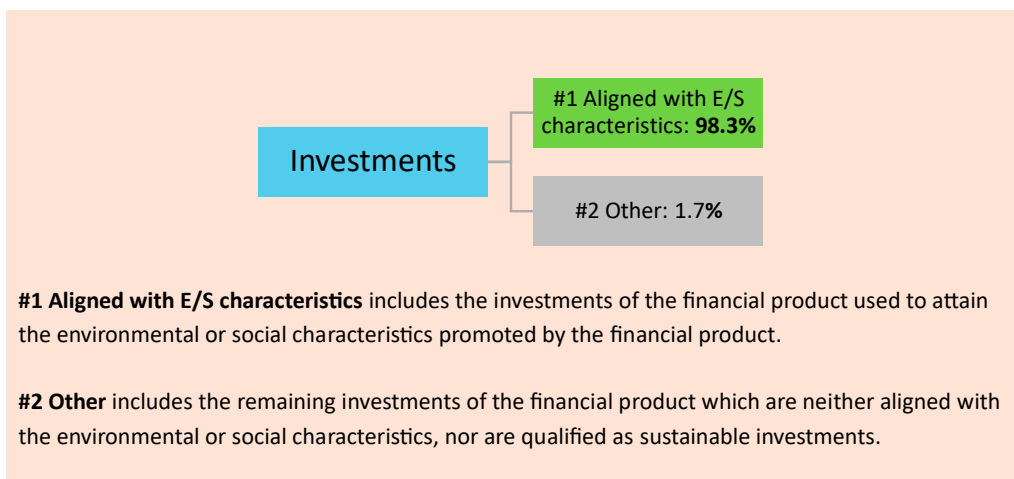 #1 Aligned with E/S
characteristics: 98.3%
Investments
#2 Other: 1.7%
#1 Aligned with E/S characteristics includes the investments of the financial product used to attain
the environmental or social characteristics promoted by the financial product.
#2 Other includes the remaining investments of the financial product which are neither aligned with
the environmental or social characteristics, nor are qualified as sustainable investments.